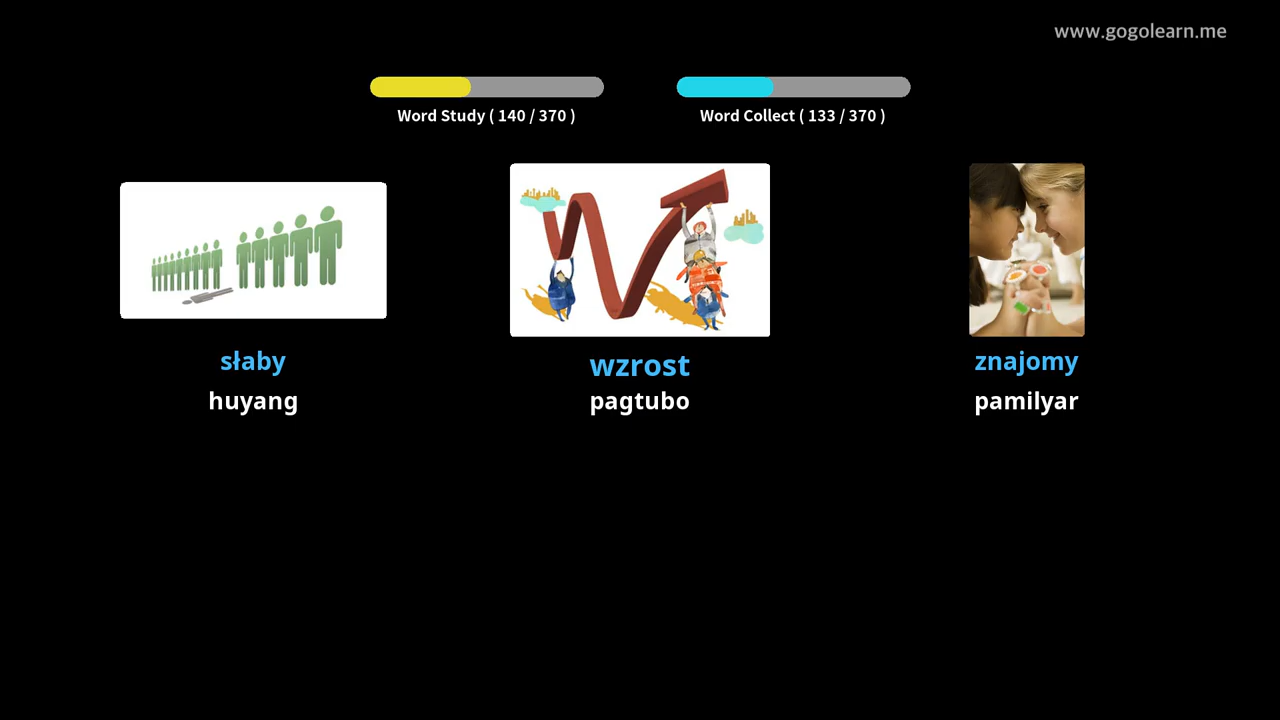 www.gogolearn.me
Word Study ( 140 / 370 )
Word Collect ( 133 / 370 )
słaby
huyang
wzrost
pagtubo
znajomy
pamilyar